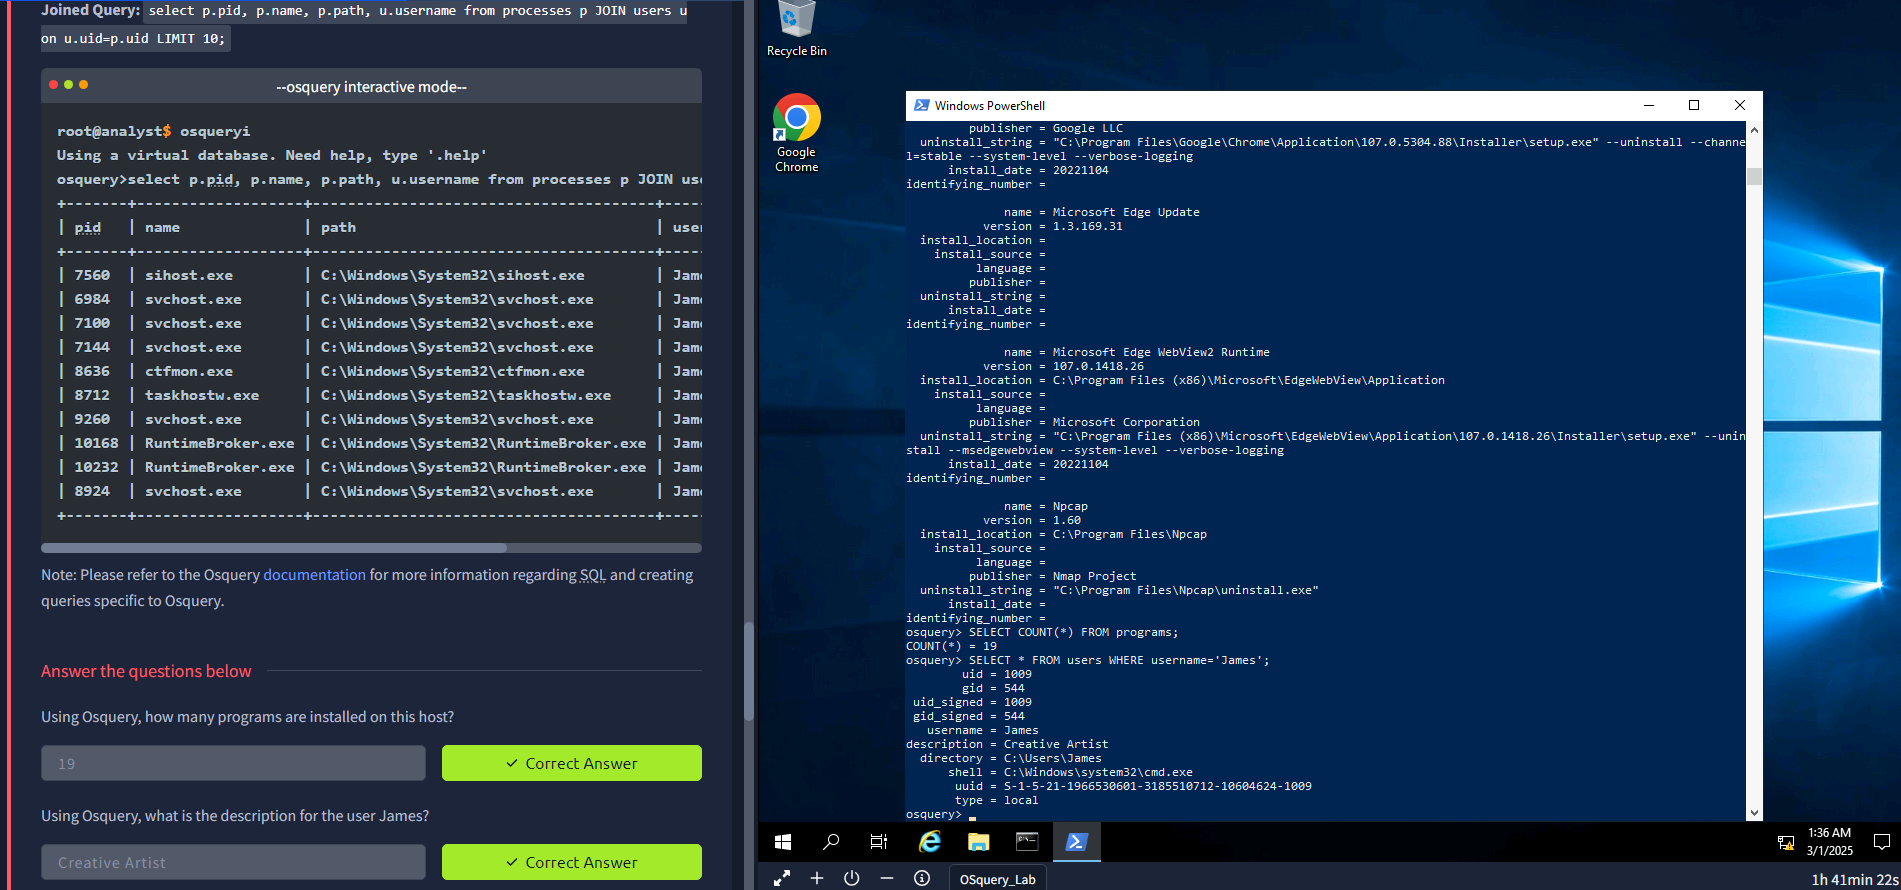 Joined Query: select p.pid, p.name, p.path, u.username from processes p JOIN users u
on u.uid=p.uid LIMIT 10;
--osquery interactive mode--
root@analyst$ osqueryi
Using a virtual database. Need help, type '.help'
osquery>select p.pid, p.name, p.path, u.username from processes p JOIN use
+-------+-------------------+---------------------------------------+----
| pid   | name              | path                                  | user
+-------+-------------------+---------------------------------------+----
| 7560  | sihost.exe        | C:\Windows\System32\sihost.exe        | Jame
| 6984  | svchost.exe       | C:\Windows\System32\svchost.exe       | Jame
| 7100  | svchost.exe       | C:\Windows\System32\svchost.exe       | Jame
| 7144  | svchost.exe       | C:\Windows\System32\svchost.exe       | Jame
| 8636  | ctfmon.exe        | C:\Windows\System32\ctfmon.exe        | Jame
| 8712  | taskhostw.exe     | C:\Windows\System32\taskhostw.exe     | Jame
| 9260  | svchost.exe       | C:\Windows\System32\svchost.exe       | Jame
| 10168 | RuntimeBroker.exe | C:\Windows\System32\RuntimeBroker.exe | Jame
| 10232 | RuntimeBroker.exe | C:\Windows\System32\RuntimeBroker.exe | Jame
| 8924  | svchost.exe       | C:\Windows\System32\svchost.exe       | Jame
+-------+-------------------+---------------------------------------+----
Note: Please refer to the Osquery documentation for more information regarding SQL and creating
queries specific to Osquery.
Answer the questions below
Using Osquery, how many programs are installed on this host?
19
✓ Correct Answer
Using Osquery, what is the description for the user James?
Creative Artist
✓ Correct Answer
Recycle Bin
Google
Chrome
Windows PowerShell
publisher = Google LLC
uninstall_string = "C:\Program Files\Google\Chrome\Application\107.0.5304.88\Installer\setup.exe" --uninstall --channe
l=stable --system-level --verbose-logging
install_date = 20221104
identifying_number =
name = Microsoft Edge Update
version = 1.3.169.31
install_location =
install_source =
language =
publisher =
uninstall_string =
install_date =
identifying_number =
name = Microsoft Edge WebView2 Runtime
version = 107.0.1418.26
install_location = C:\Program Files (x86)\Microsoft\EdgeWebView\Application
install_source =
language =
publisher = Microsoft Corporation
uninstall_string = "C:\Program Files (x86)\Microsoft\EdgeWebView\Application\107.0.1418.26\Installer\setup.exe" --unin
stall --msedgewebview --system-level --verbose-logging
install_date = 20221104
identifying_number =
name = Npcap
version = 1.60
install_location = C:\Program Files\Npcap
install_source =
language =
publisher = Nmap Project
uninstall_string = "C:\Program Files\Npcap\uninstall.exe"
install_date =
identifying_number =
osquery> SELECT COUNT(*) FROM programs;
COUNT(*) = 19
osquery> SELECT * FROM users WHERE username='James';
uid = 1009
gid = 544
uid_signed = 1009
gid_signed = 544
username = James
description = Creative Artist
directory = C:\Users\James
shell = C:\Windows\system32\cmd.exe
uuid = S-1-5-21-1966530601-3185510712-10604624-1009
type = local
osquery>
1:36 AM
3/1/2025
OSquery_Lab
1h 41min 22s